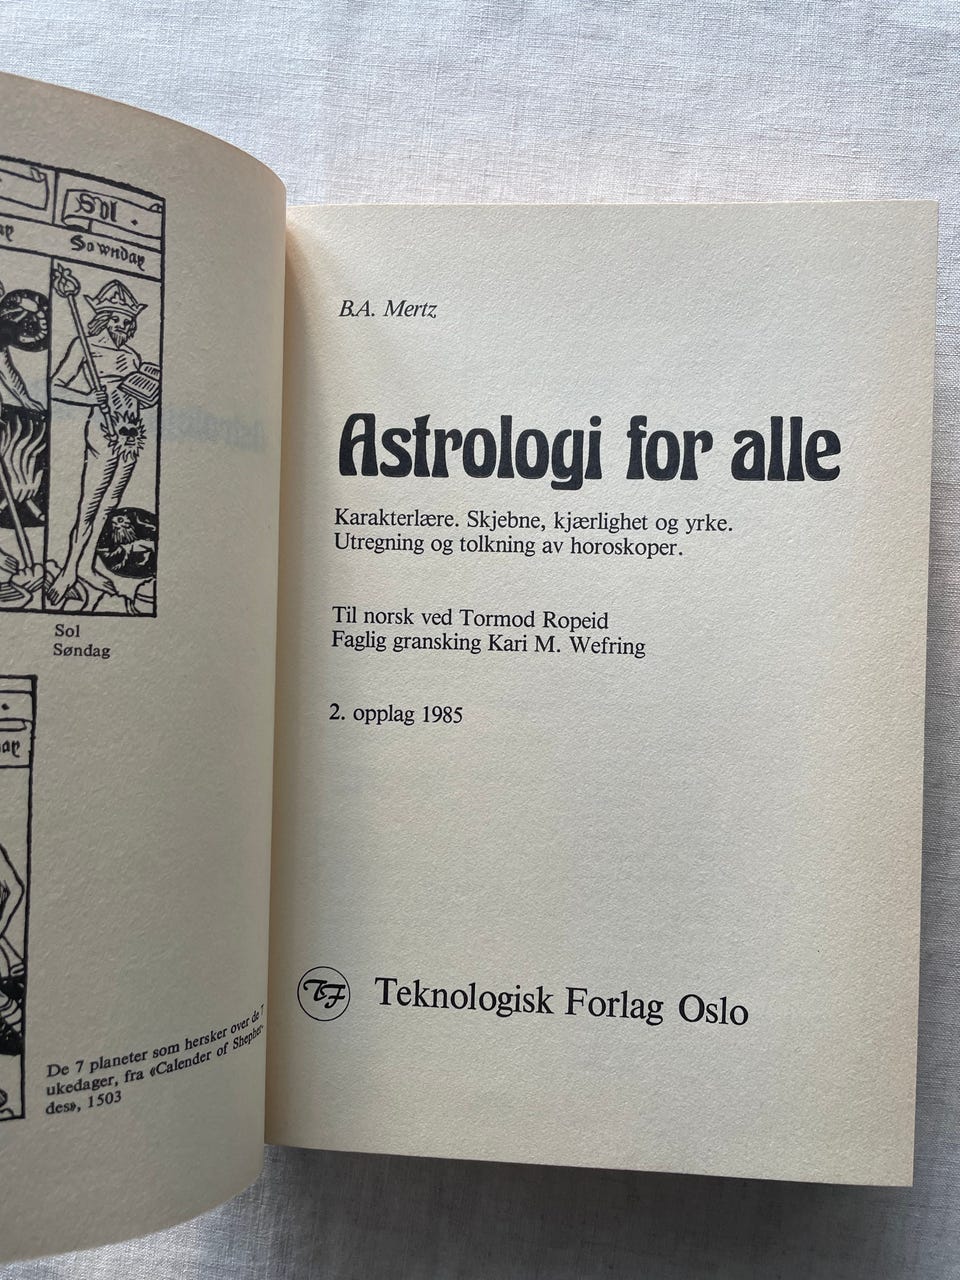 Sol
Sownday
Sol
Søndag
De 7 planeter som hersker over de 7
ukedager, fra «Calender of Shepher-
des», 1503
B.A. Mertz
Astrologi for alle
Karakterlære. Skjebne, kjærlighet og yrke.
Utregning og tolkning av horoskoper.
Til norsk ved Tormod Ropeid
Faglig gransking Kari M. Wefring
2. opplag 1985
TF Teknologisk Forlag Oslo